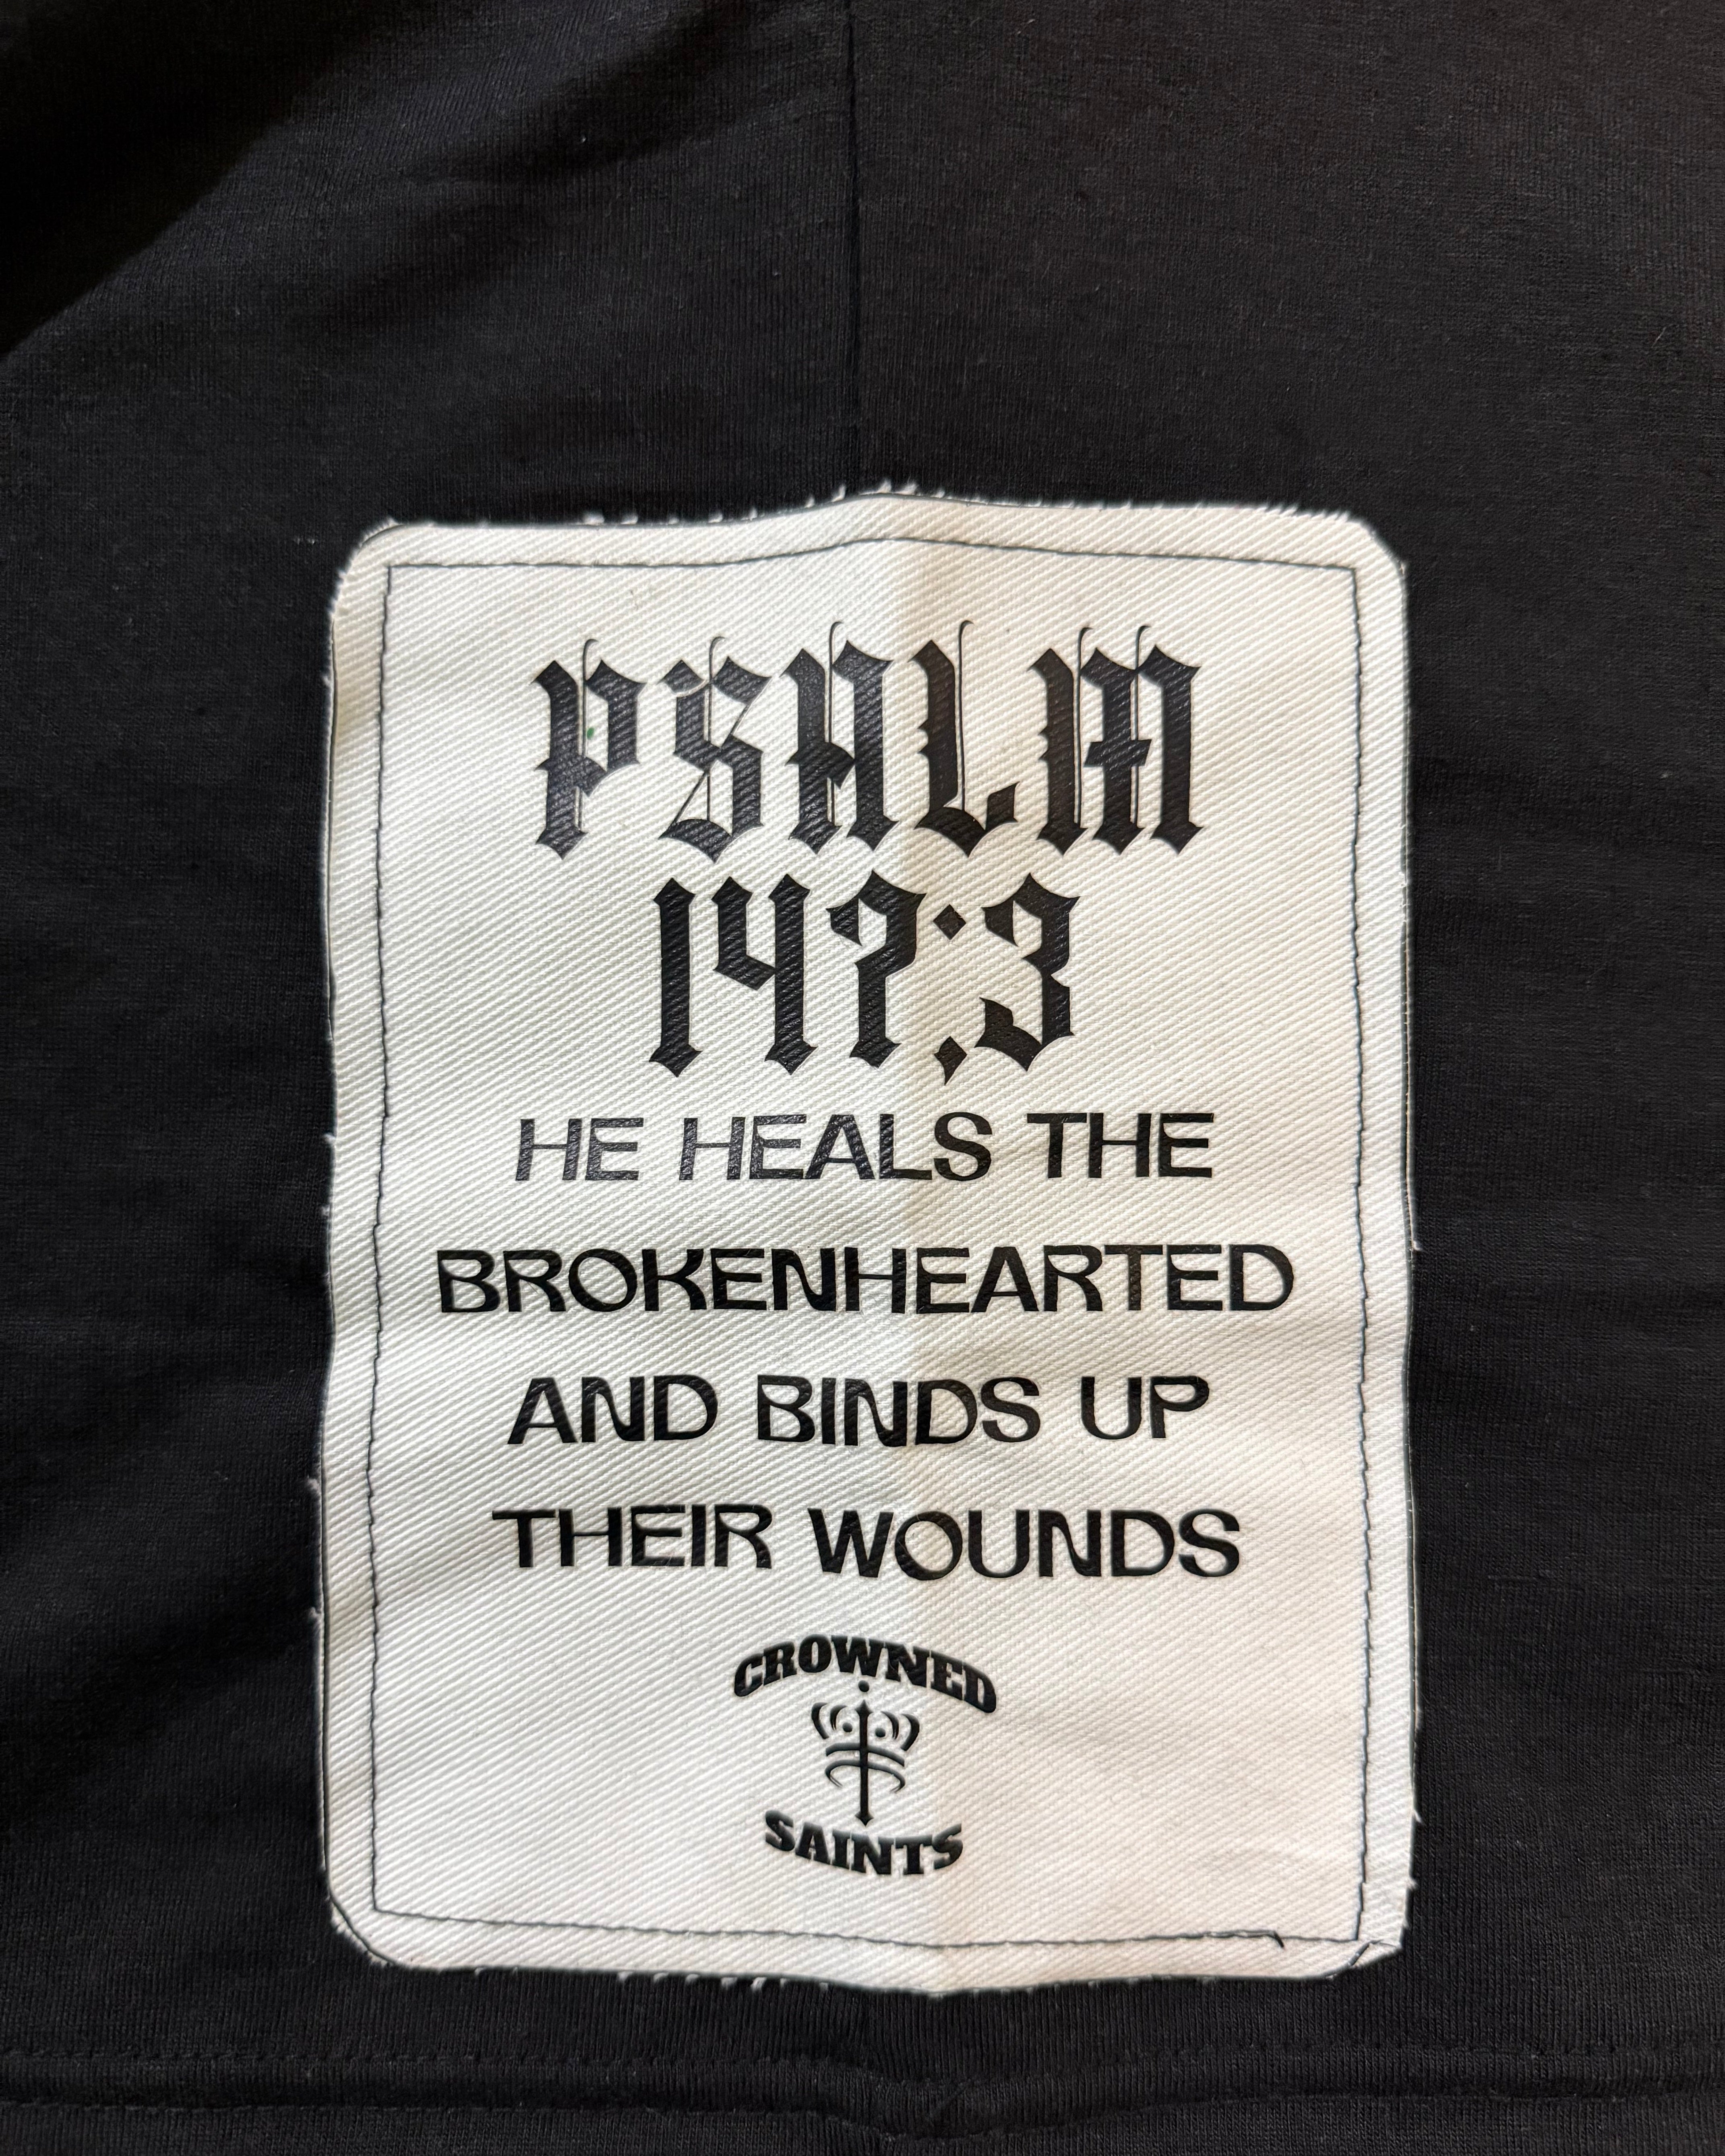 PSALM
147;3
HE HEALS THE
BROKENHEARTED
AND BINDS UP
THEIR WOUNDS
CROWNED
SAINTS